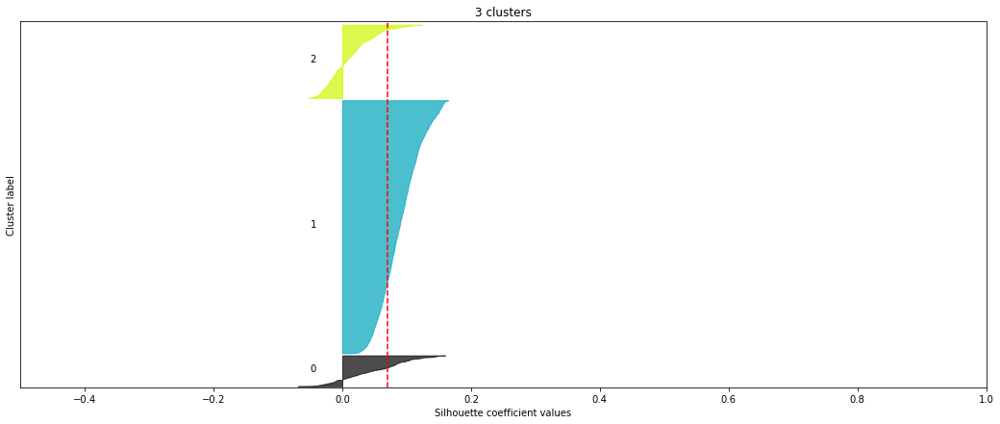 3 clusters
2
1
0
Cluster label
−0.4 −0.2 0.0 0.2 0.4 0.6 0.8 1.0
Silhouette coefficient values